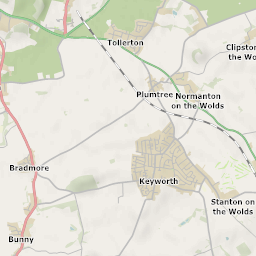 Tollerton
Clipston
the Wolds
Plumtree
Normanton
on the Wolds
Bradmore
Keyworth
Stanton on
the Wolds
Bunny